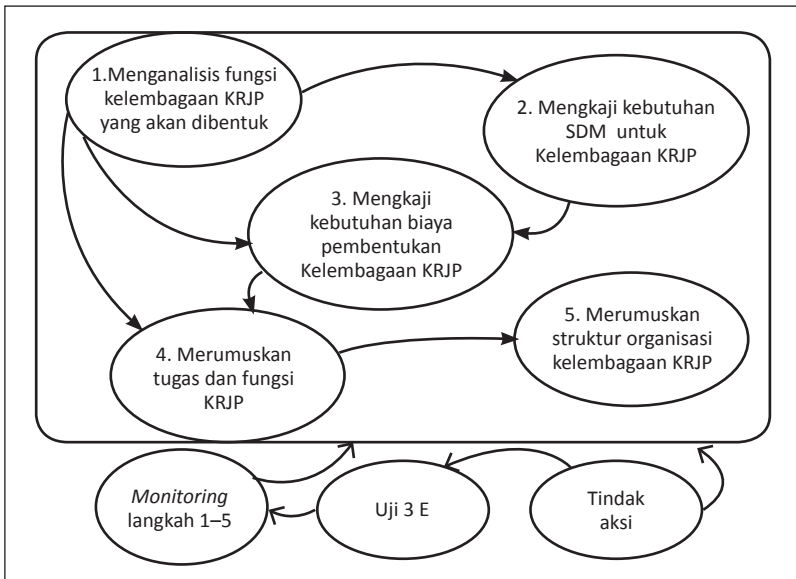 1.Menganalisis fungsi
kelembagaan KRJP
yang akan dibentuk
2. Mengkaji kebutuhan
SDM untuk
Kelembagaan KRJP
3. Mengkaji
kebutuhan biaya
pembentukan
Kelembagaan KRJP
4. Merumuskan
tugas dan fungsi
KRJP
5. Merumuskan
struktur organisasi
kelembagaan KRJP
Monitoring
langkah 1–5
Uji 3 E
Tindak
aksi